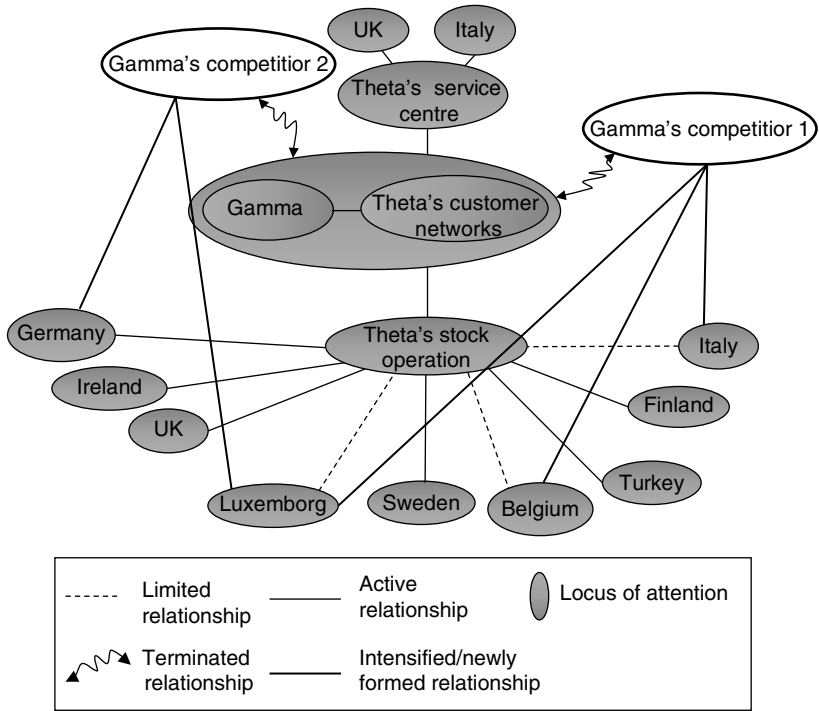 UK
Italy
Gamma's competitior 2
Theta's service
centre
Gamma's competitior 1
Gamma
Theta's customer
networks
Germany
Theta's stock
operation
Italy
Ireland
Finland
UK
Turkey
Luxemborg
Sweden
Belgium
Limited
relationship
Active
relationship
Locus of attention
Terminated
relationship
Intensified/newly
formed relationship